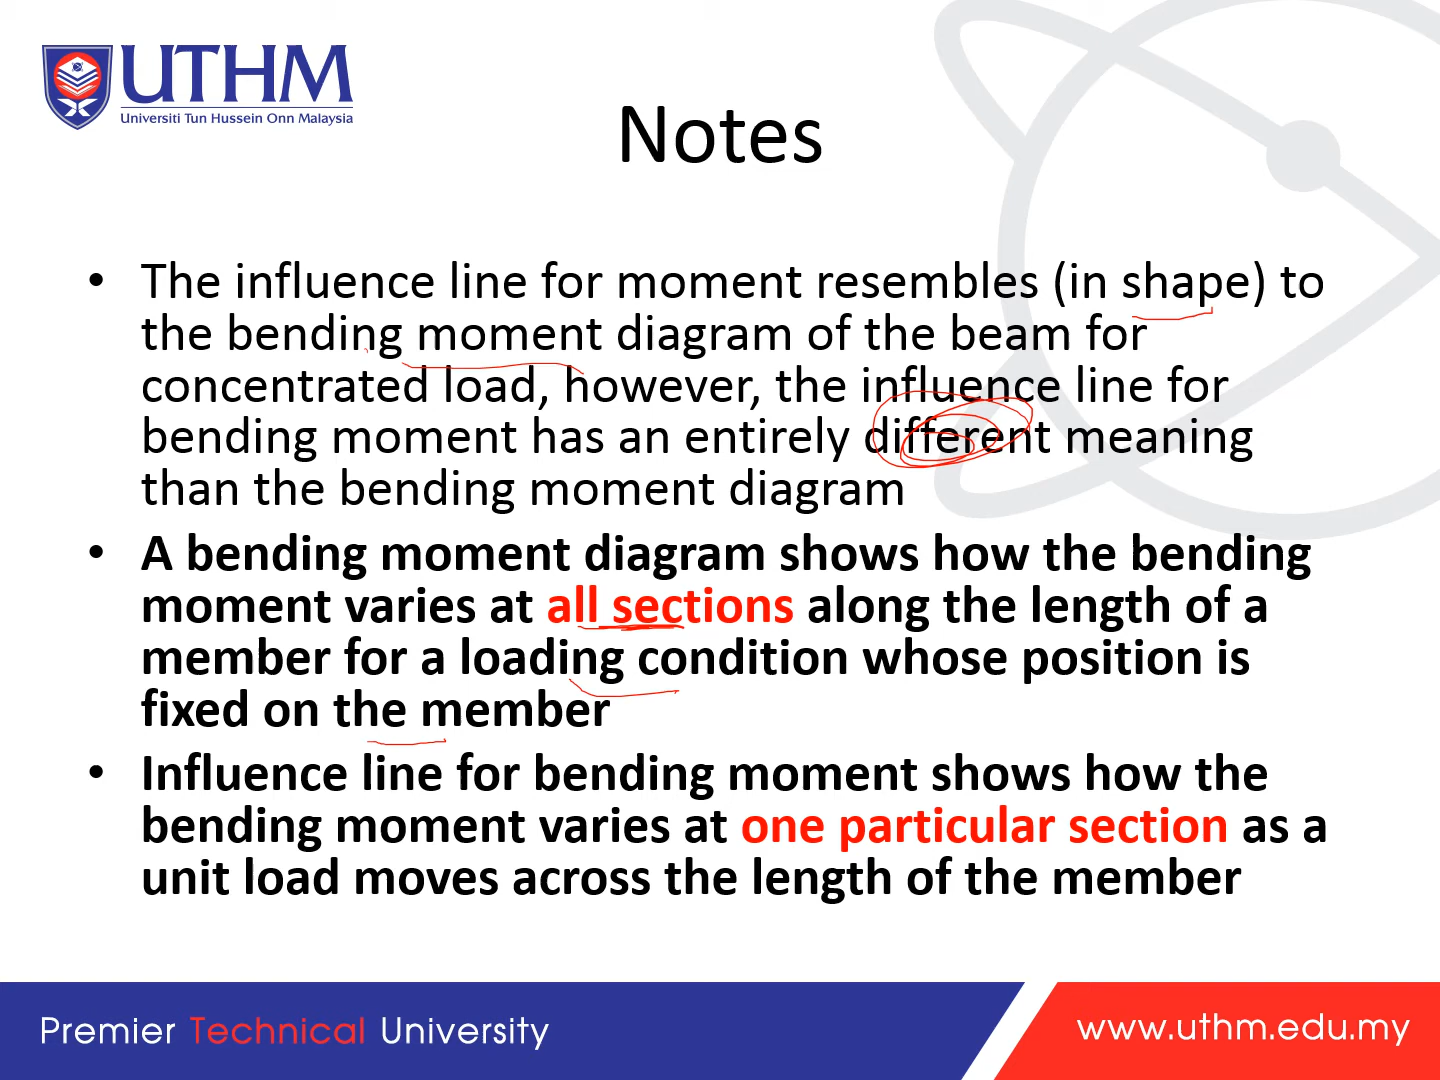 UTHM
Universiti Tun Hussein Onn Malaysia
Notes
• The influence line for moment resembles (in shape) to
the bending moment diagram of the beam for
concentrated load, however, the influence line for
bending moment has an entirely different meaning
than the bending moment diagram
• A bending moment diagram shows how the bending
moment varies at all sections along the length of a
member for a loading condition whose position is
fixed on the member
• Influence line for bending moment shows how the
bending moment varies at one particular section as a
unit load moves across the length of the member
Premier Technical University
www.uthm.edu.my